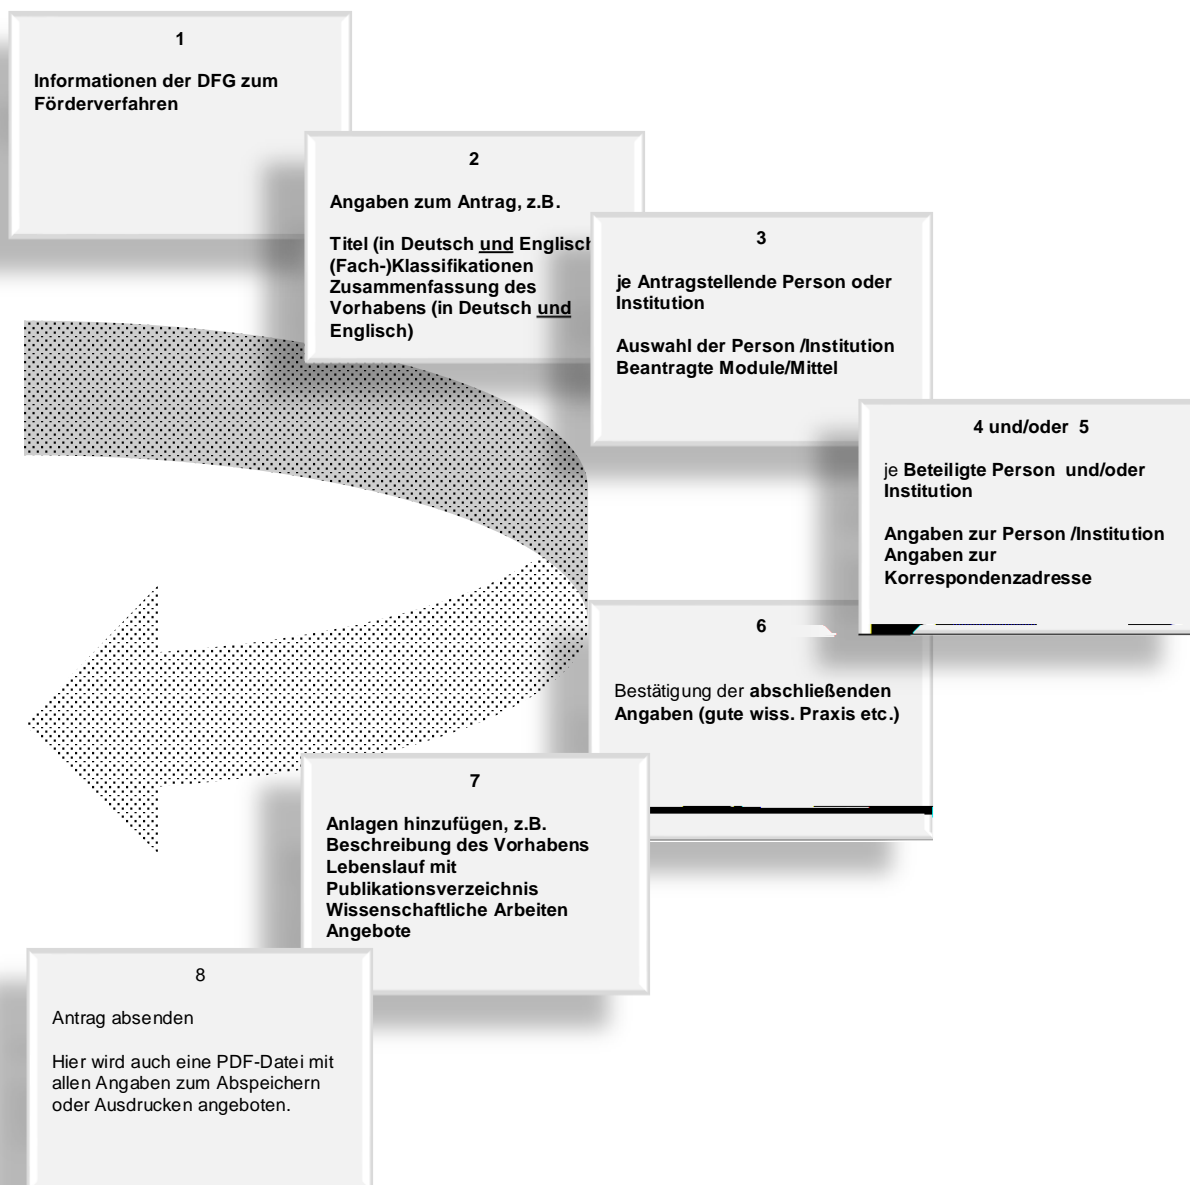 1
Informationen der DFG zum
Förderverfahren
2
Angaben zum Antrag, z.B.
Titel (in Deutsch und Englisch
(Fach-)Klassifikationen
Zusammenfassung des
Vorhabens (in Deutsch und
Englisch)
3
je Antragstellende Person oder
Institution
Auswahl der Person /Institution
Beantragte Module/Mittel
4 und/oder 5
je Beteiligte Person und/oder
Institution
Angaben zur Person /Institution
Angaben zur
Korrespondenzadresse
6
Bestätigung der abschließenden
Angaben (gute wiss. Praxis etc.)
7
Anlagen hinzufügen, z.B.
Beschreibung des Vorhabens
Lebenslauf mit
Publikationsverzeichnis
Wissenschaftliche Arbeiten
Angebote
8
Antrag absenden
Hier wird auch eine PDF-Datei mit
allen Angaben zum Abspeichern
oder Ausdrucken angeboten.